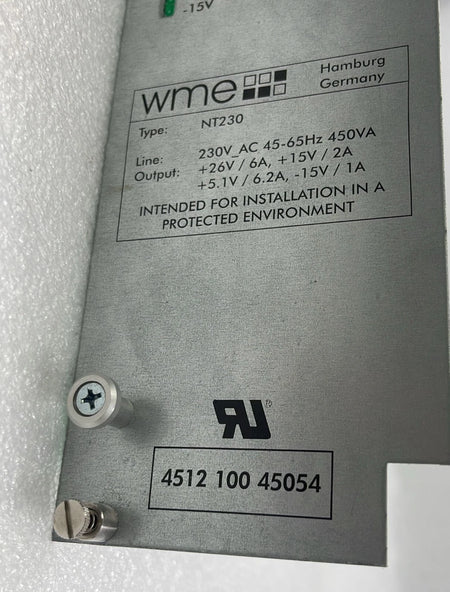 -15V
wme
Hamburg
Germany
Type: NT230
Line: 230V_AC 45-65Hz 450VA
Output: +26V / 6A, +15V / 2A
+5.1V / 6.2A, -15V / 1A
INTENDED FOR INSTALLATION IN A
PROTECTED ENVIRONMENT
RU®
4512 100 45054